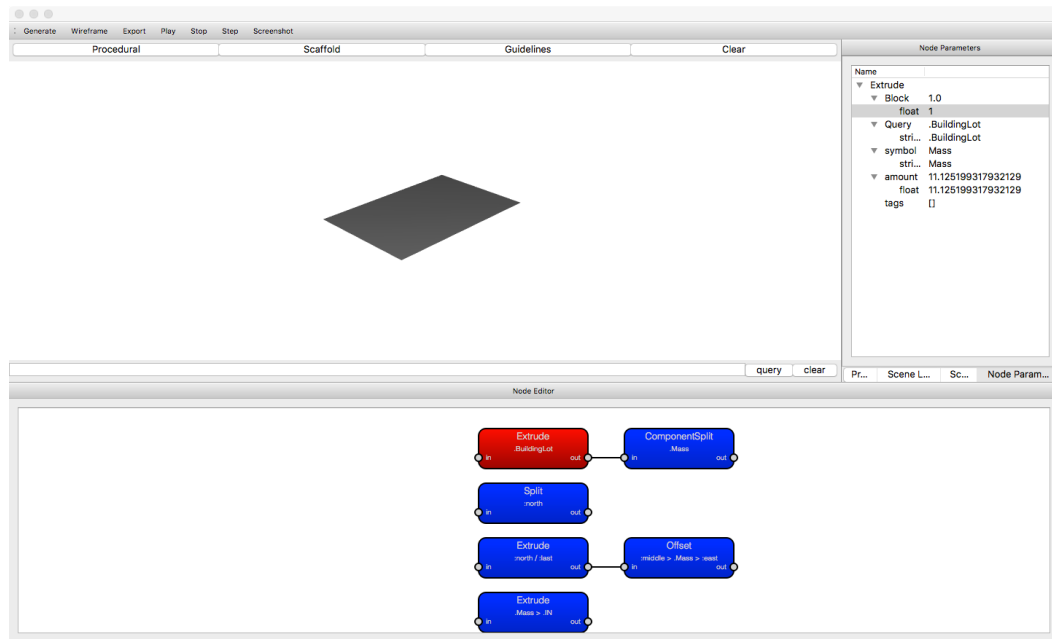 Generate Wireframe Export Play Stop Step Screenshot
Procedural Scaffold Guidelines Clear
Node Parameters
Name
Extrude
Block 1.0
float 1
Query .BuildingLot
stri... .BuildingLot
symbol Mass
stri... Mass
amount 11.125199317932129
float 11.125199317932129
tags []
query clear
Pr... Scene L... Sc... Node Param...
Node Editor
Extrude
.BuildingLot
in out
ComponentSplit
.Mass
in out
Split
:north
in out
Extrude
:north / :last
in out
Offset
:middle > .Mass > :east
in out
Extrude
.Mass > .IN
in out